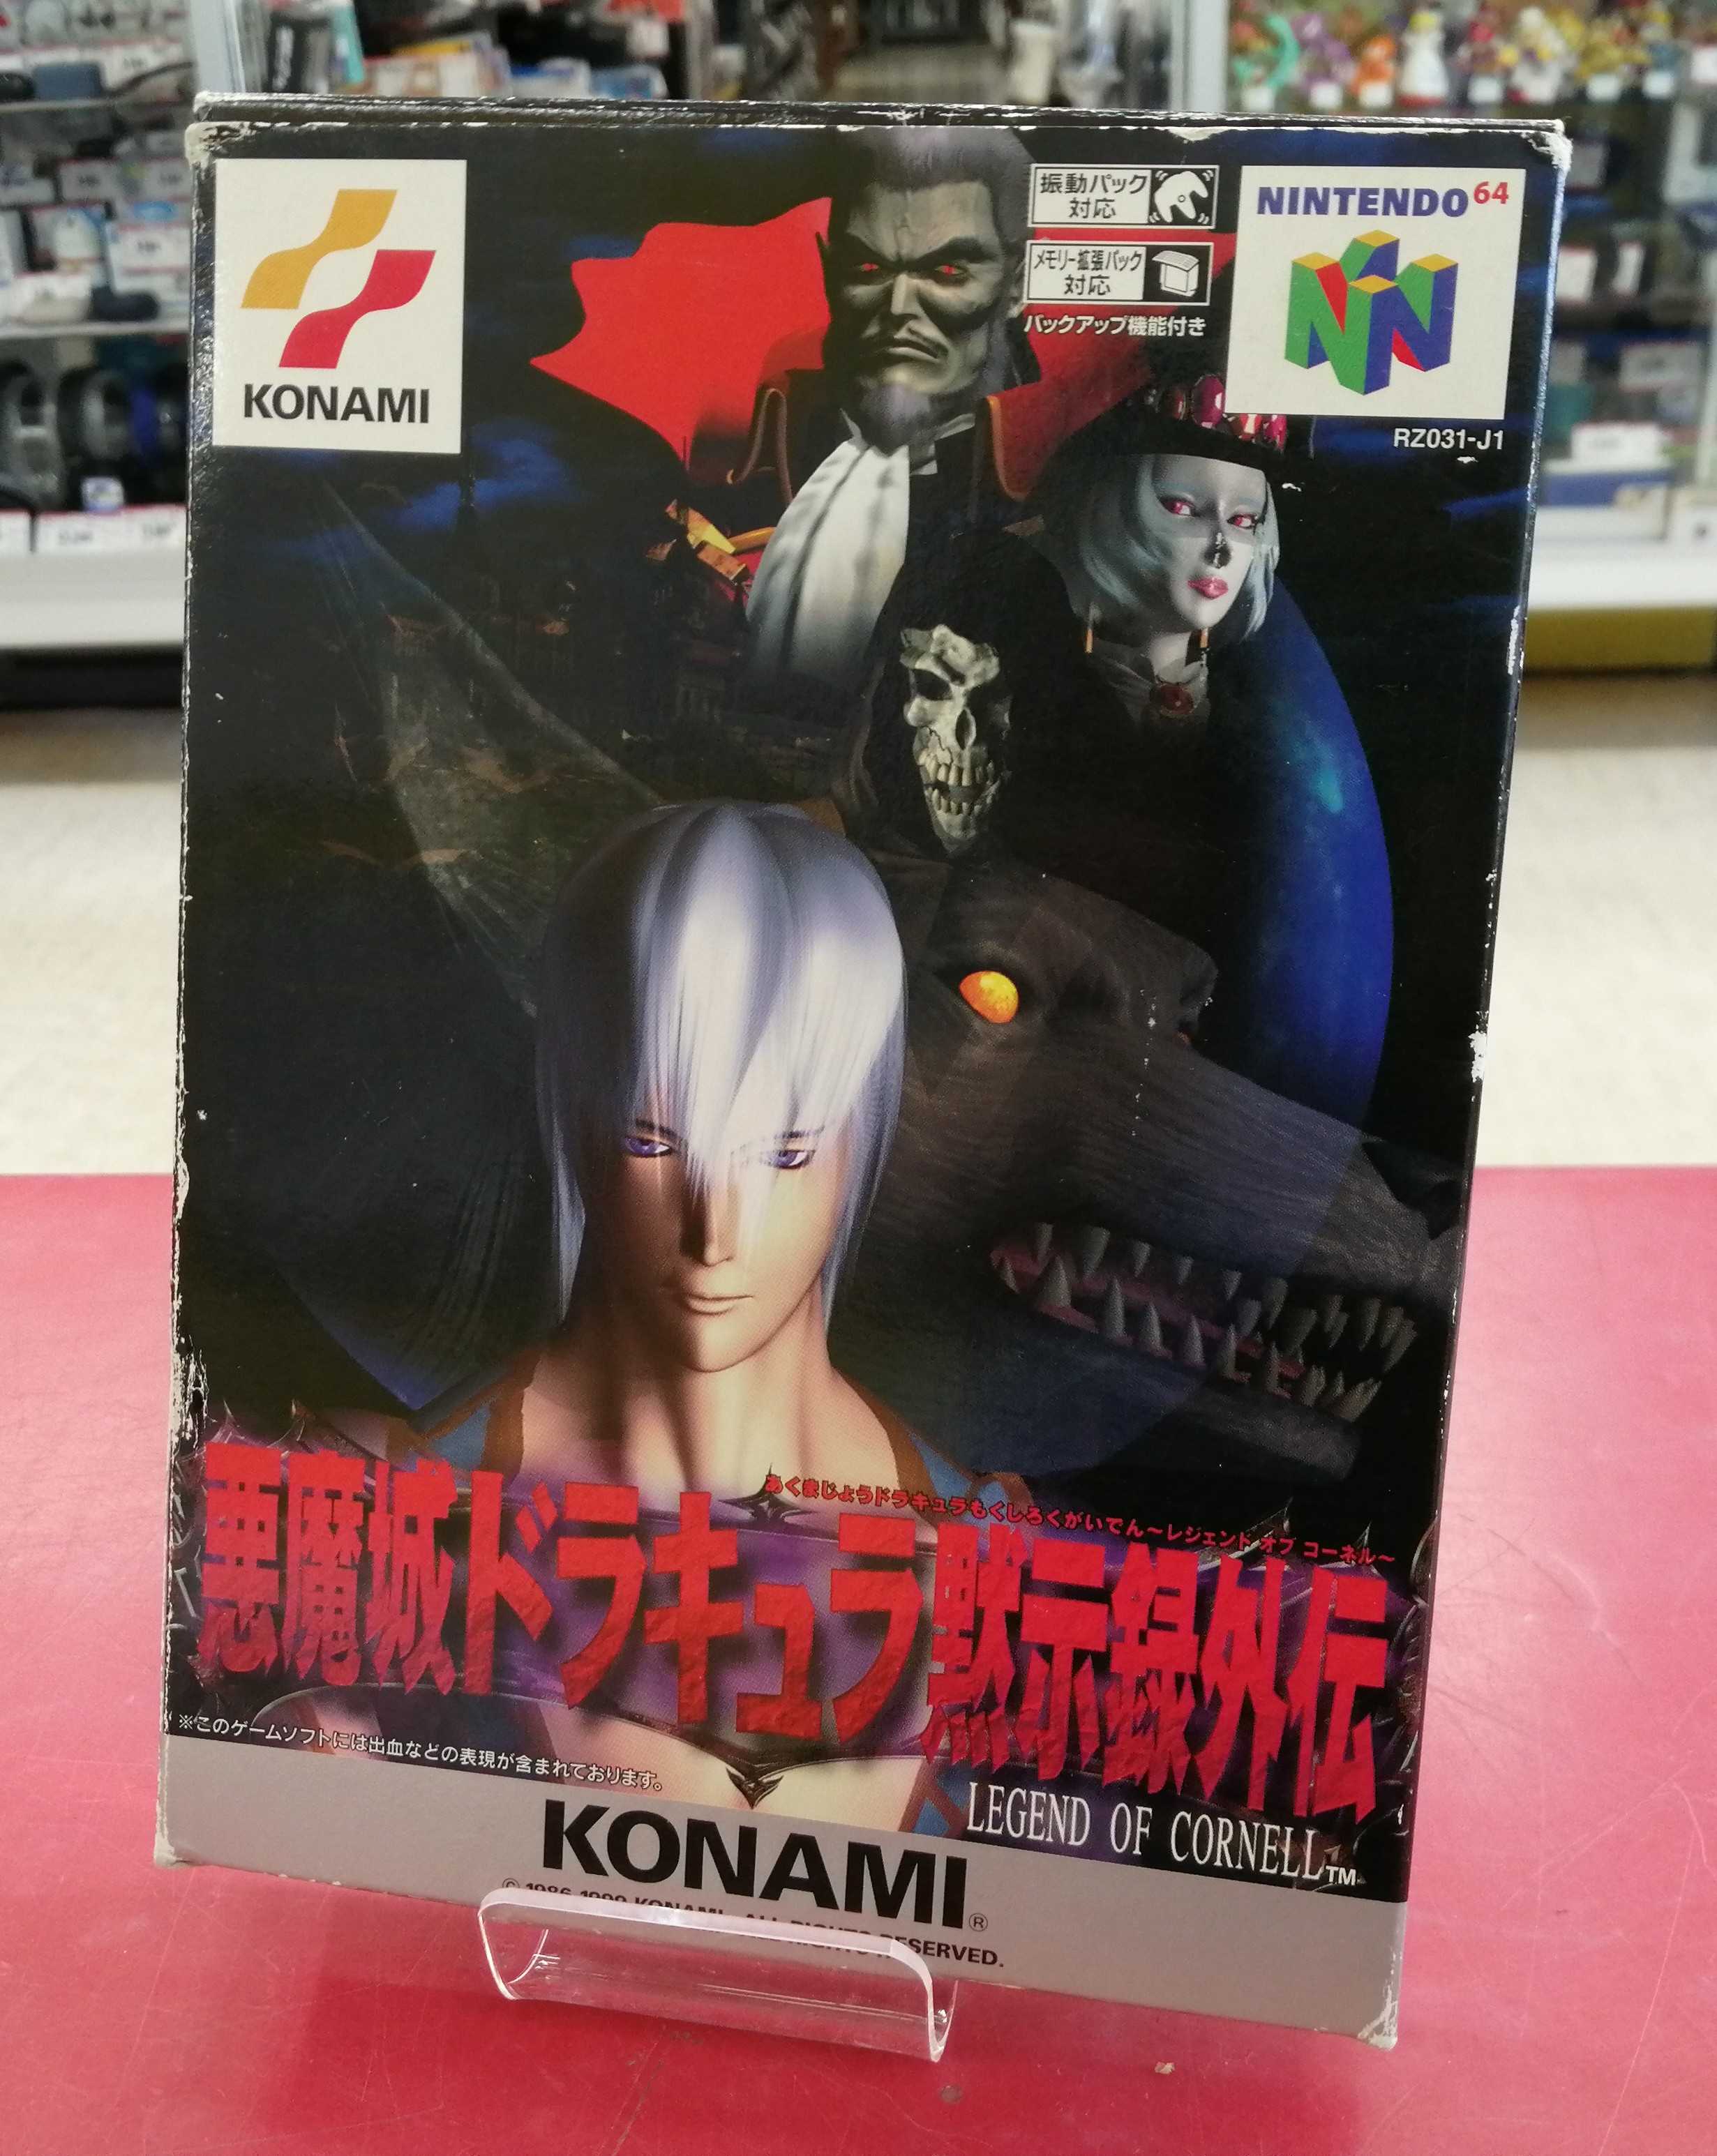 KONAMI
振動パック
対応
メモリー拡張パック
対応
バックアップ機能付き
NINTENDO64
RZ031-J1
あくまじょうドラキュラもくしろくがいでん〜レジェンド オブ コーネル〜
悪魔城ドラキュラ黙示録外伝
※このゲームソフトには出血などの表現が含まれております。
LEGEND OF CORNELL™
KONAMI®
© 1986 1999 KONAMI ALL RIGHTS RESERVED.